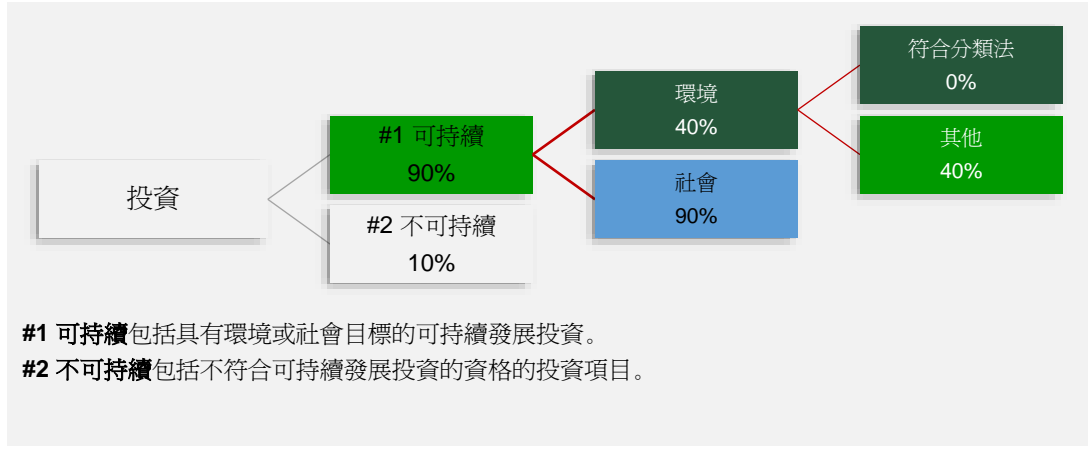 投資
#1 可持續
90%
#2 不可持續
10%
環境
40%
社會
90%
符合分類法
0%
其他
40%
#1 可持續包括具有環境或社會目標的可持續發展投資。
#2 不可持續包括不符合可持續發展投資的資格的投資項目。